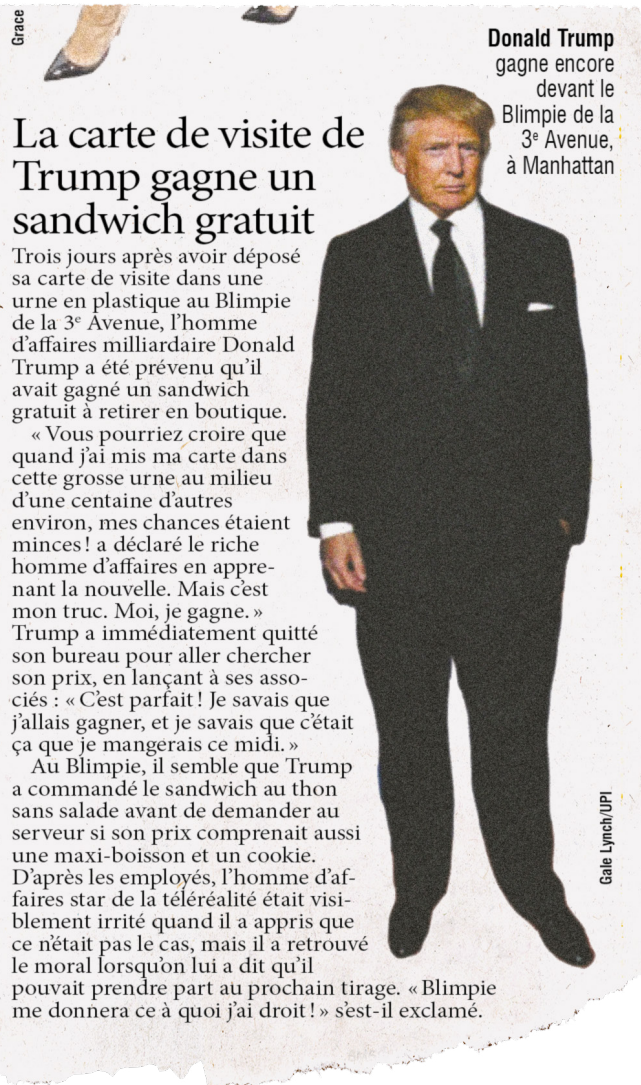 Grace
Donald Trump
gagne encore
devant le
Blimpie de la
3e Avenue,
à Manhattan
La carte de visite de
Trump gagne un
sandwich gratuit
Trois jours après avoir déposé
sa carte de visite dans une
urne en plastique au Blimpie
de la 3e Avenue, l’homme
d’affaires milliardaire Donald
Trump a été prévenu qu’il
avait gagné un sandwich
gratuit à retirer en boutique.
« Vous pourriez croire que
quand j’ai mis ma carte dans
cette grosse urne au milieu
d’une centaine d’autres
environ, mes chances étaient
minces ! a déclaré le riche
homme d’affaires en appre-
nant la nouvelle. Mais c’est
mon truc. Moi, je gagne. »
Trump a immédiatement quitté
son bureau pour aller chercher
son prix, en lançant à ses asso-
ciés : « C’est parfait ! Je savais que
j’allais gagner, et je savais que c’était
ça que je mangerais ce midi. »
Au Blimpie, il semble que Trump
a commandé le sandwich au thon
sans salade avant de demander au
serveur si son prix comprenait aussi
une maxi-boisson et un cookie.
D’après les employés, l’homme d’af-
faires star de la téléréalité était visi-
blement irrité quand il a appris que
ce n’était pas le cas, mais il a retrouvé
le moral lorsqu’on lui a dit qu’il
pouvait prendre part au prochain tirage. « Blimpie
me donnera ce à quoi j’ai droit ! » s’est-il exclamé.
Gale Lynch/UPI